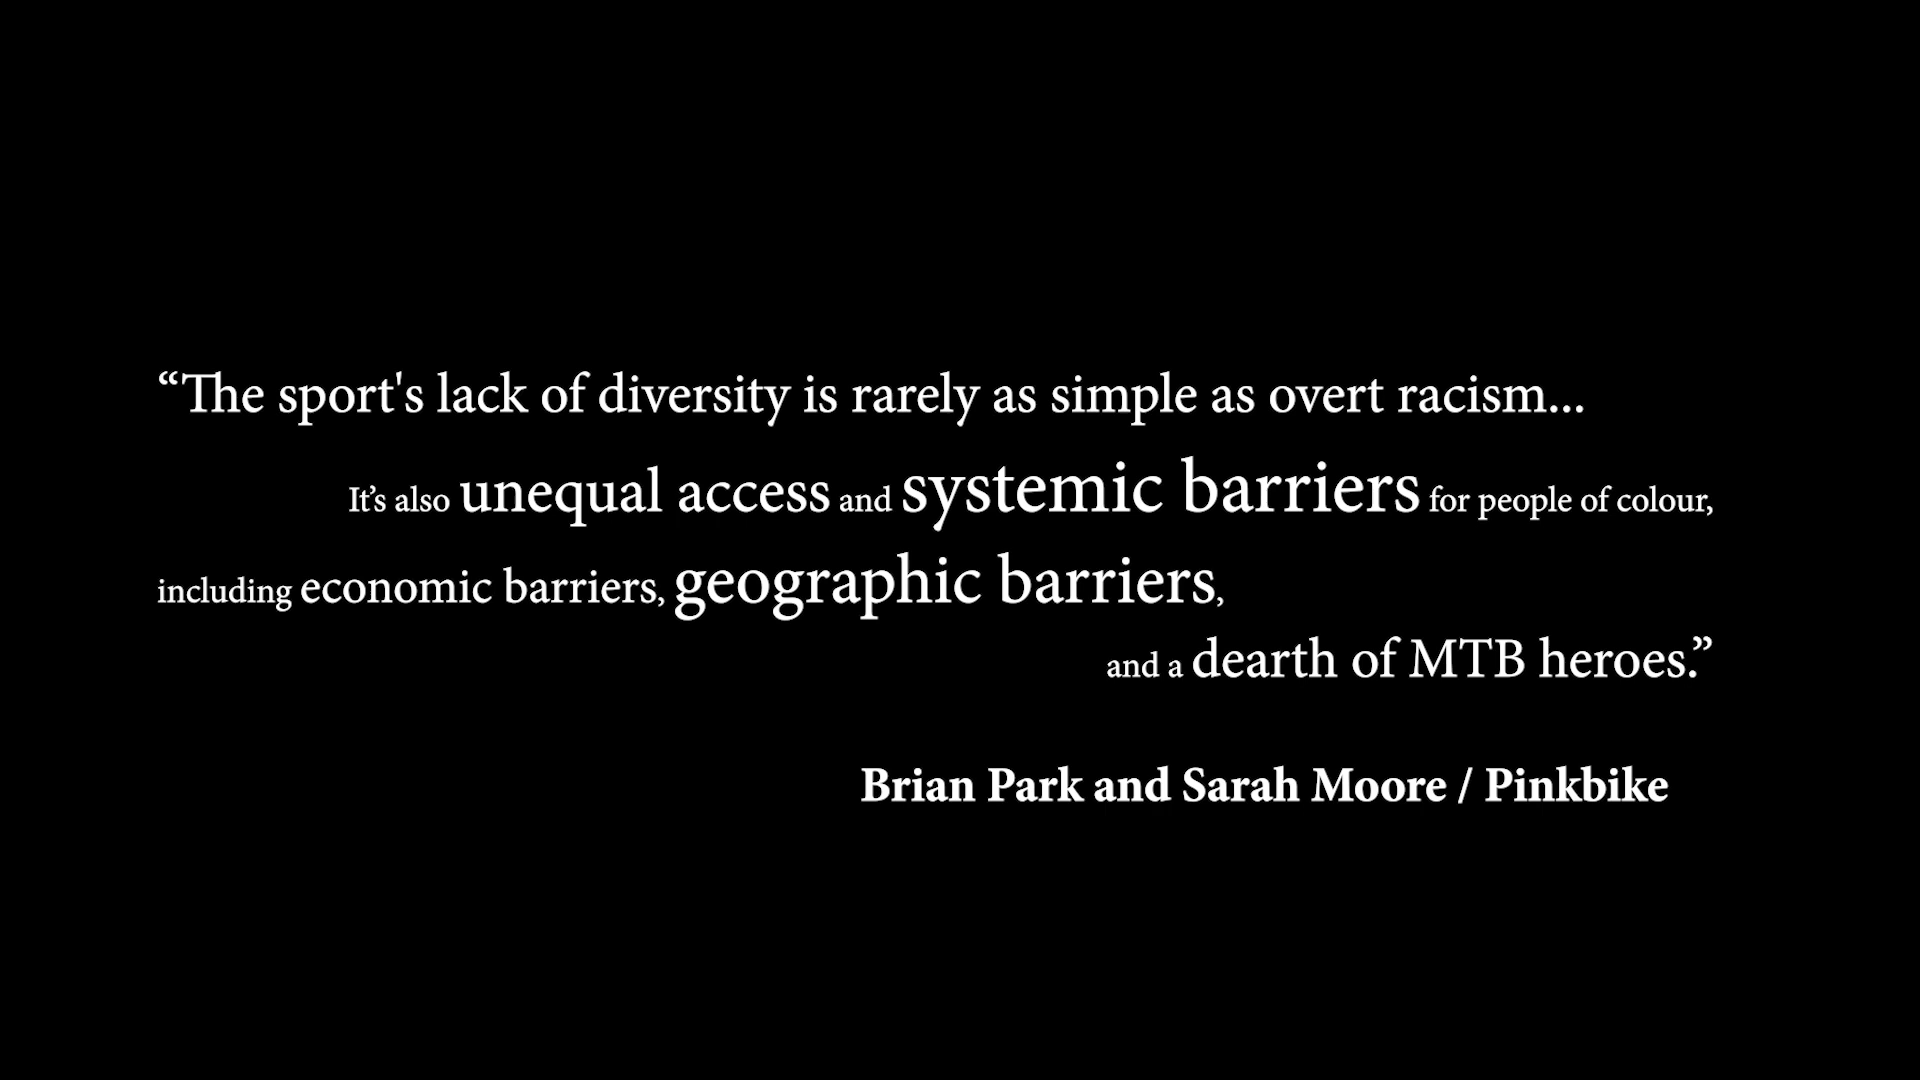 “The sport's lack of diversity is rarely as simple as overt racism...
It’s also unequal access and systemic barriers for people of colour,
including economic barriers, geographic barriers,
and a dearth of MTB heroes.”
Brian Park and Sarah Moore / Pinkbike